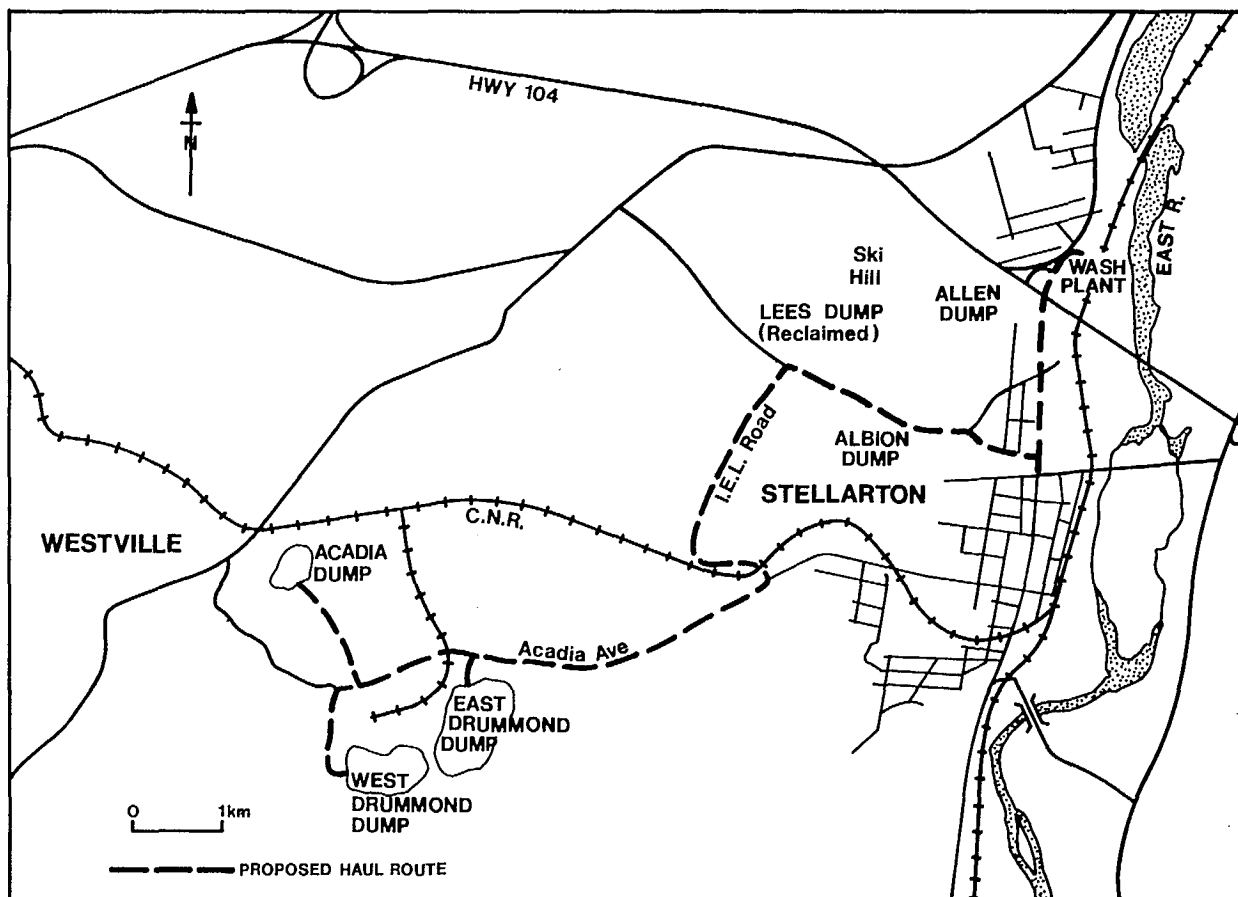 HWY 104
N
EAST R.
Ski
Hill
WASH
PLANT
ALLEN
DUMP
LEES DUMP
(Reclaimed)
I.E.L. Road
ALBION
DUMP
STELLARTON
C.N.R.
WESTVILLE
ACADIA
DUMP
Acadia Ave
EAST
DRUMMOND
DUMP
WEST
DRUMMOND
DUMP
0 1km
PROPOSED HAUL ROUTE